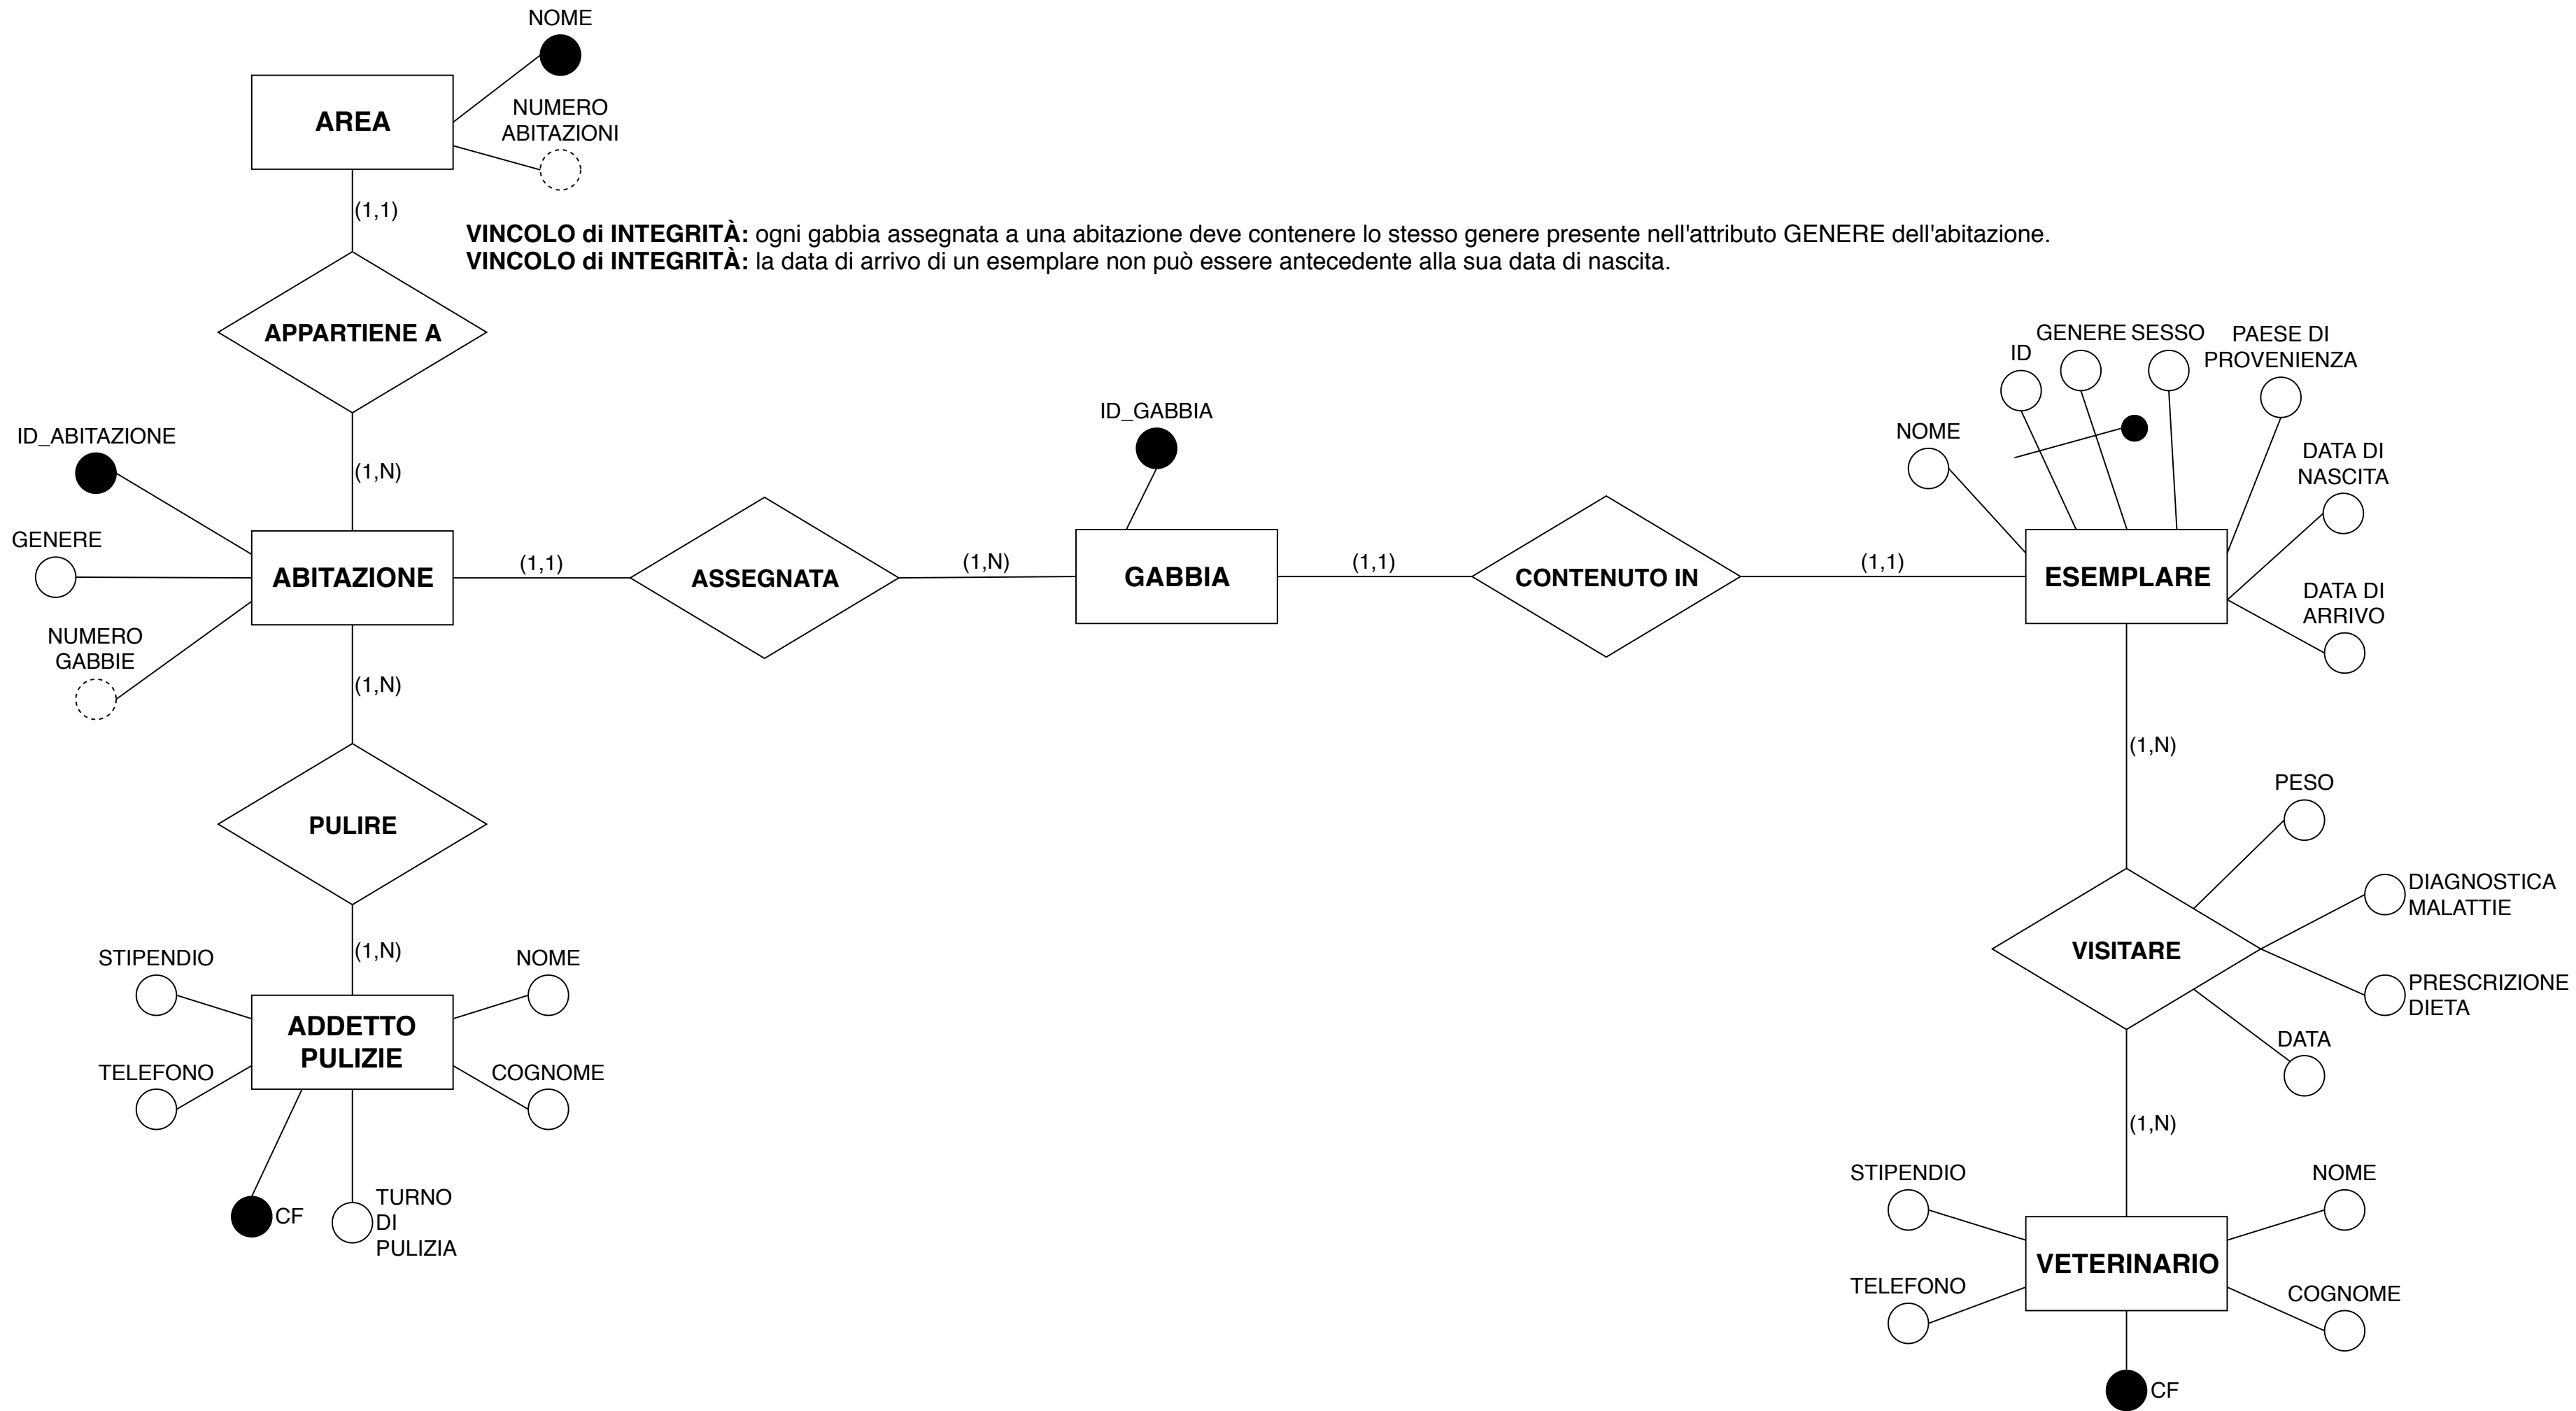 NOME
AREA
NUMERO
ABITAZIONI
(1,1)
VINCOLO di INTEGRITÀ: ogni gabbia assegnata a una abitazione deve contenere lo stesso genere presente nell'attributo GENERE dell'abitazione.
VINCOLO di INTEGRITÀ: la data di arrivo di un esemplare non può essere antecedente alla sua data di nascita.
APPARTIENE A
(1,N)
ID_ABITAZIONE
GENERE
NUMERO
GABBIE
ABITAZIONE
(1,1)
ASSEGNATA
(1,N)
ID_GABBIA
GABBIA
(1,1)
CONTENUTO IN
(1,1)
NOME
ID
GENERE
SESSO
PAESE DI
PROVENIENZA
DATA DI
NASCITA
DATA DI
ARRIVO
ESEMPLARE
(1,N)
PULIRE
(1,N)
STIPENDIO
NOME
ADDETTO
PULIZIE
TELEFONO
COGNOME
CF
TURNO
DI
PULIZIA
(1,N)
PESO
DIAGNOSTICA
MALATTIE
VISITARE
PRESCRIZIONE
DIETA
DATA
(1,N)
STIPENDIO
NOME
VETERINARIO
TELEFONO
COGNOME
CF